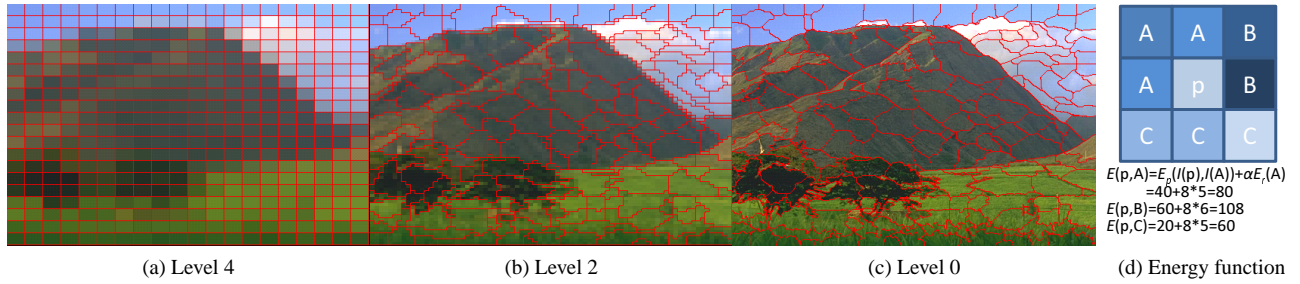 A A B
A p B
C C C
E(p,A)=Eₚ(I(p),I(A))+αEᵣ(A)
=40+8*5=80
E(p,B)=60+8*6=108
E(p,C)=20+8*5=60
(a) Level 4
(b) Level 2
(c) Level 0
(d) Energy function